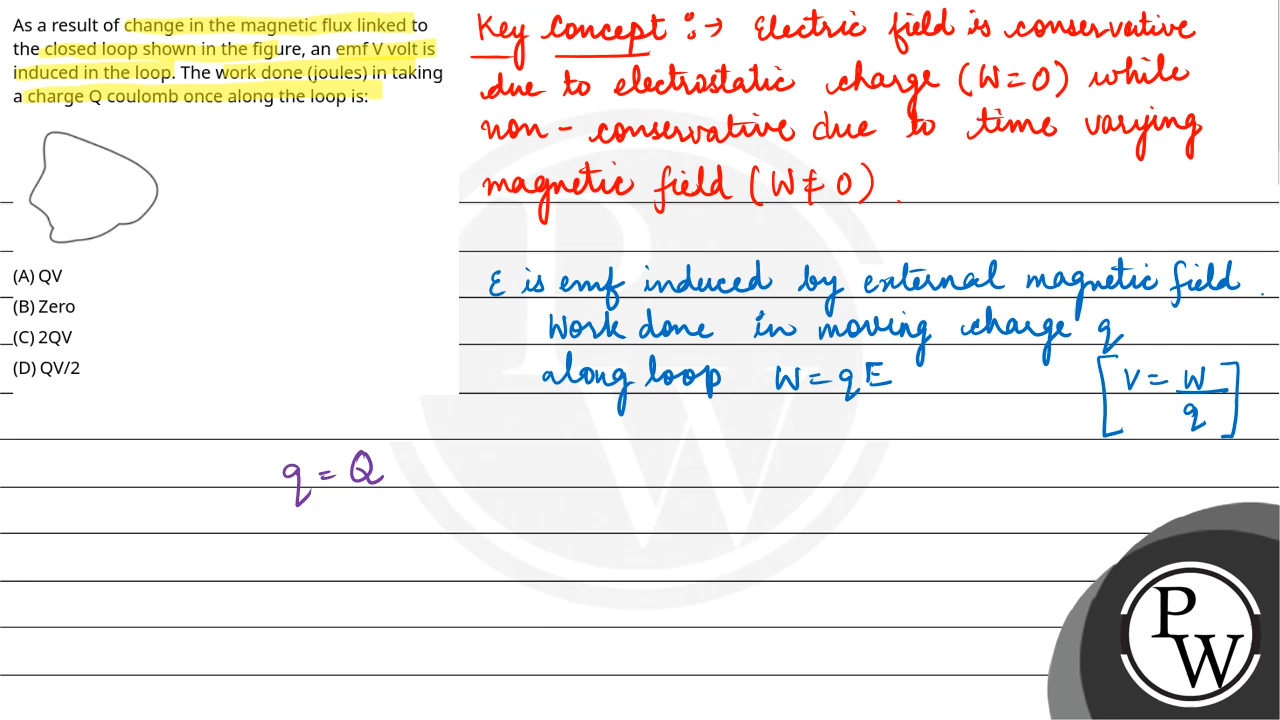 As a result of change in the magnetic flux linked to
the closed loop shown in the figure, an emf V volt is
induced in the loop. The work done (joules) in taking
a charge Q coulomb once along the loop is:
(A) QV
(B) Zero
(C) 2QV
(D) QV/2
Key concept :→ Electric field is conservative
due to electrostatic charge (W=0) while
non-conservative due to time varying
magnetic field (W≠0).
ε is emf induced by external magnetic field.
Work done in moving charge q
along loop W=qE
[V = W/q]
q = Q
P
W
P
W